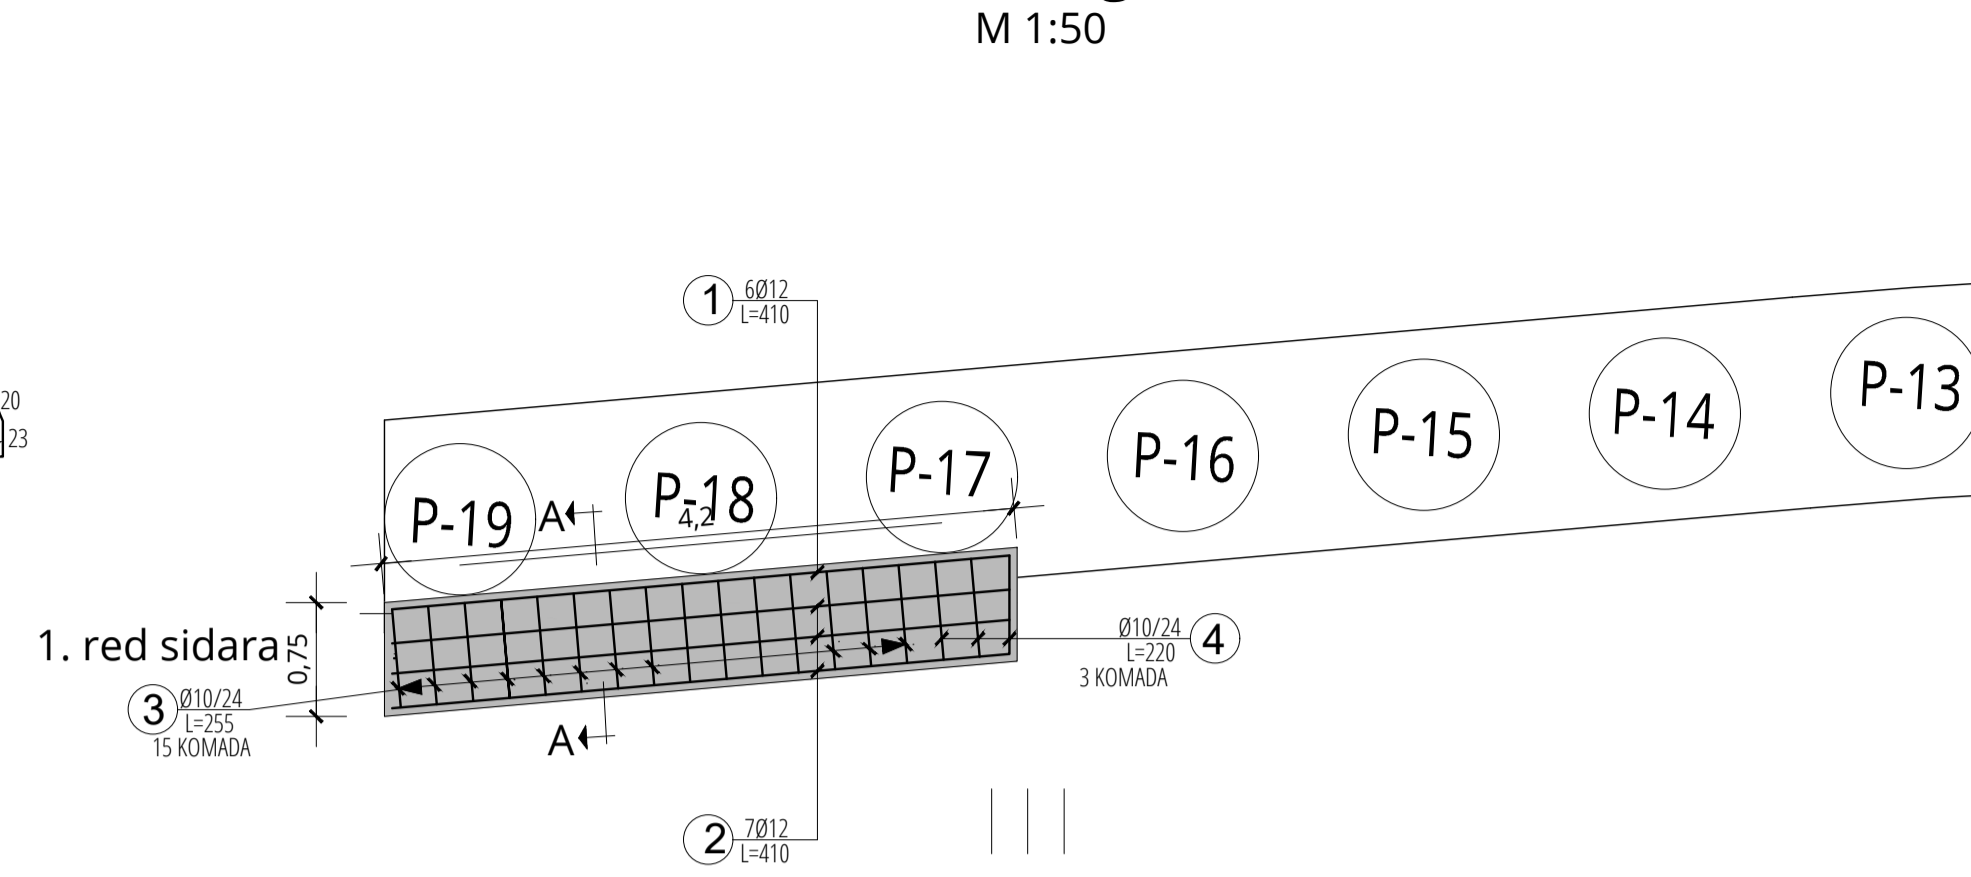 M 1:50
20
23
1
6Ø12
L=410
P-19
P-18
P-17
P-16
P-15
P-14
P-13
A
4,2
1. red sidara
0,75
3
Ø10/24
L=255
15 KOMADA
4
Ø10/24
L=220
3 KOMADA
A
2
7Ø12
L=410